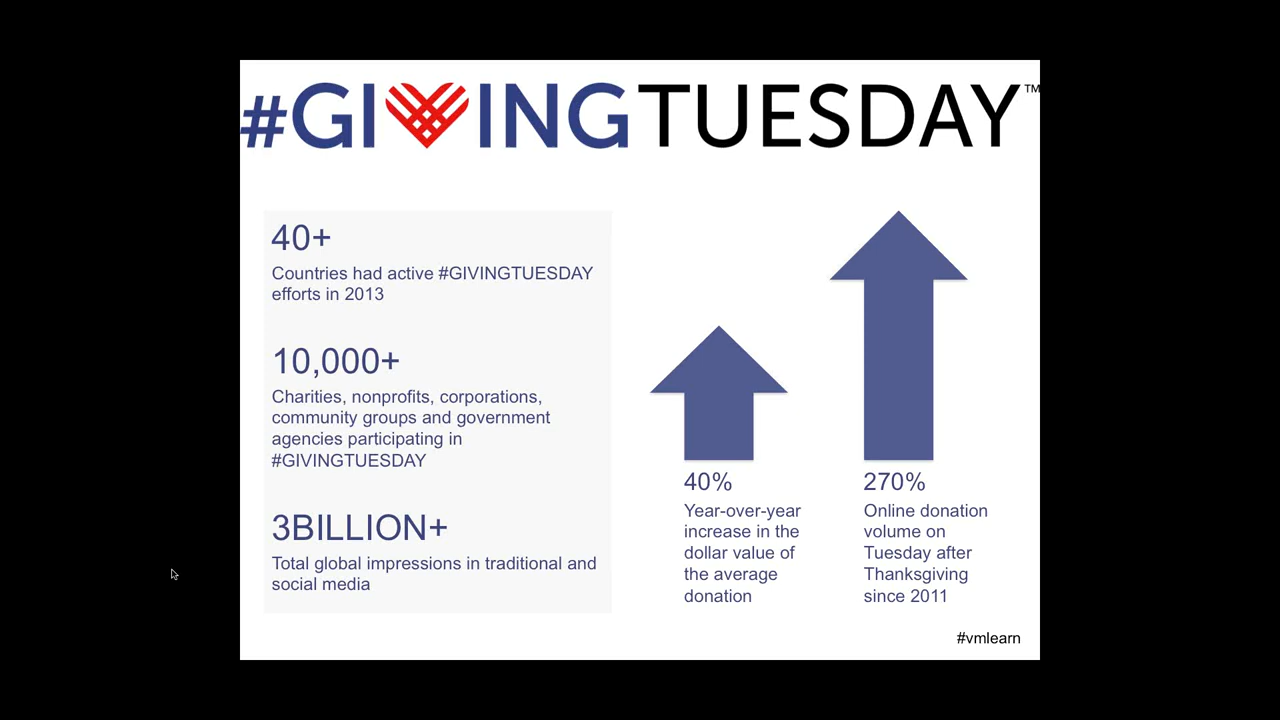 #GIVINGTUESDAY™
40+
Countries had active #GIVINGTUESDAY
efforts in 2013
10,000+
Charities, nonprofits, corporations,
community groups and government
agencies participating in
#GIVINGTUESDAY
3BILLION+
Total global impressions in traditional and
social media
40%
Year-over-year
increase in the
dollar value of
the average
donation
270%
Online donation
volume on
Tuesday after
Thanksgiving
since 2011
#vmlearn